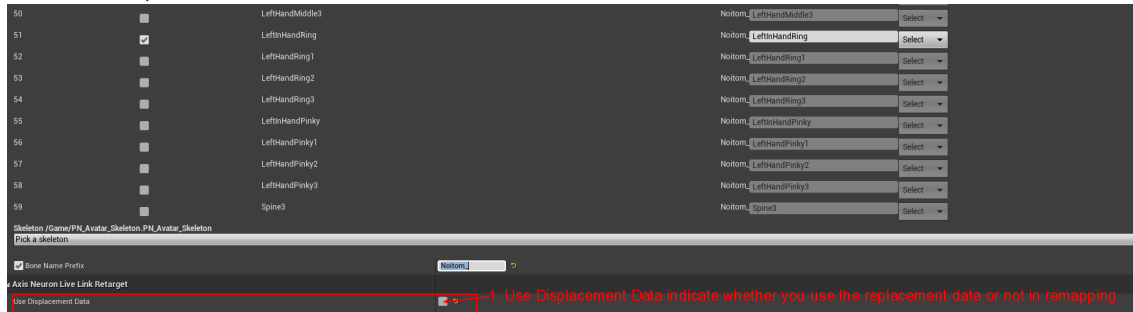 50 LeftHandMiddle3 Noitom_ LeftHandMiddle3 Select
51 LeftInHandRing Noitom_ LeftInHandRing Select
52 LeftHandRing1 Noitom_ LeftHandRing1 Select
53 LeftHandRing2 Noitom_ LeftHandRing2 Select
54 LeftHandRing3 Noitom_ LeftHandRing3 Select
55 LeftInHandPinky Noitom_ LeftInHandPinky Select
56 LeftHandPinky1 Noitom_ LeftHandPinky1 Select
57 LeftHandPinky2 Noitom_ LeftHandPinky2 Select
58 LeftHandPinky3 Noitom_ LeftHandPinky3 Select
59 Spine3 Noitom_ Spine3 Select
Skeleton /Game/PN_Avatar_Skeleton.PN_Avatar_Skeleton
Pick a skeleton
Bone Name Prefix Noitom_
Axis Neuron Live Link Retarget
Use Displacement Data 1. Use Displacement Data indicate whether you use the replacement data or not in remapping